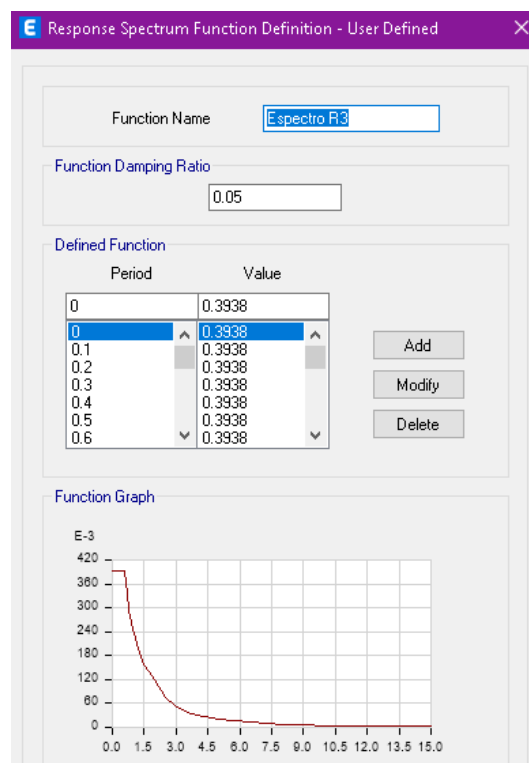 E Response Spectrum Function Definition - User Defined
Function Name Espectro R3
Function Damping Ratio
0.05
Defined Function
Period Value
0 0.3938
0 0.3938
0.1 0.3938
0.2 0.3938
0.3 0.3938
0.4 0.3938
0.5 0.3938
0.6 0.3938
Add
Modify
Delete
Function Graph
E-3
420
360
300
240
180
120
60
0
0.0 1.5 3.0 4.5 6.0 7.5 9.0 10.5 12.0 13.5 15.0